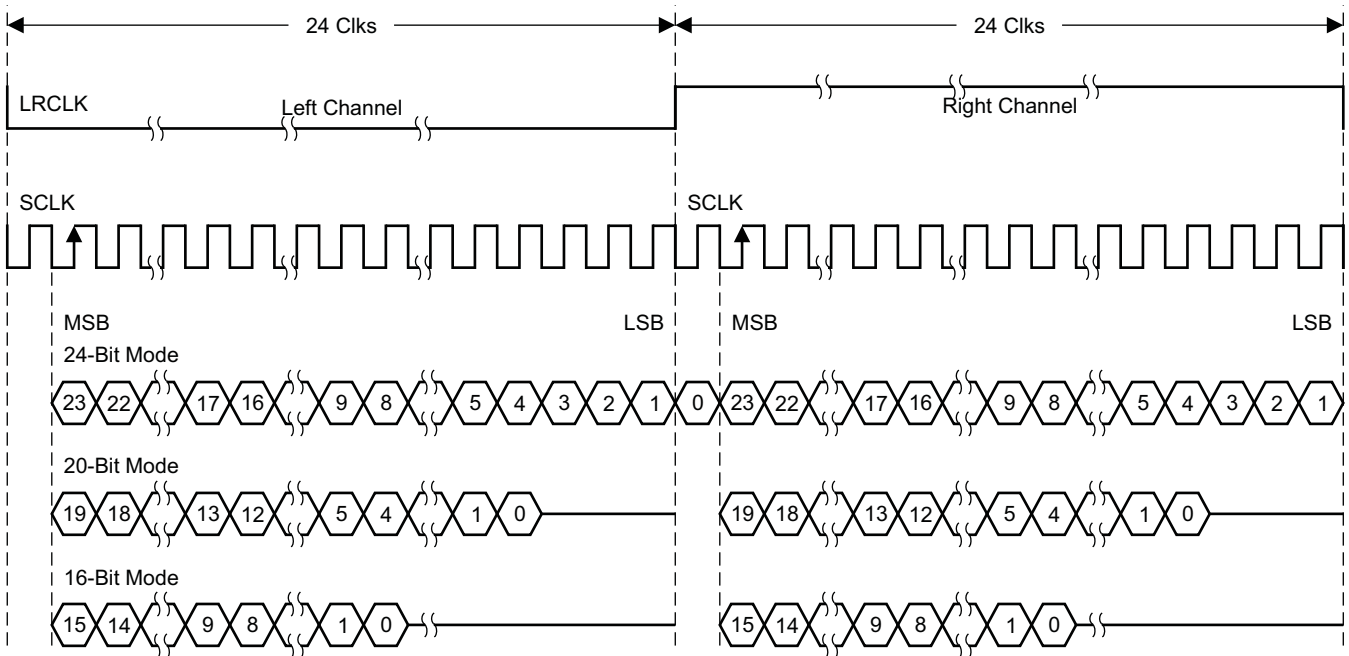 24 Clks 24 Clks
LRCLK Left Channel Right Channel
SCLK SCLK
MSB LSB MSB LSB
24-Bit Mode
23 22 17 16 9 8 5 4 3 2 1 0 23 22 17 16 9 8 5 4 3 2 1
20-Bit Mode
19 18 13 12 5 4 1 0 19 18 13 12 5 4 1 0
16-Bit Mode
15 14 9 8 1 0 15 14 9 8 1 0